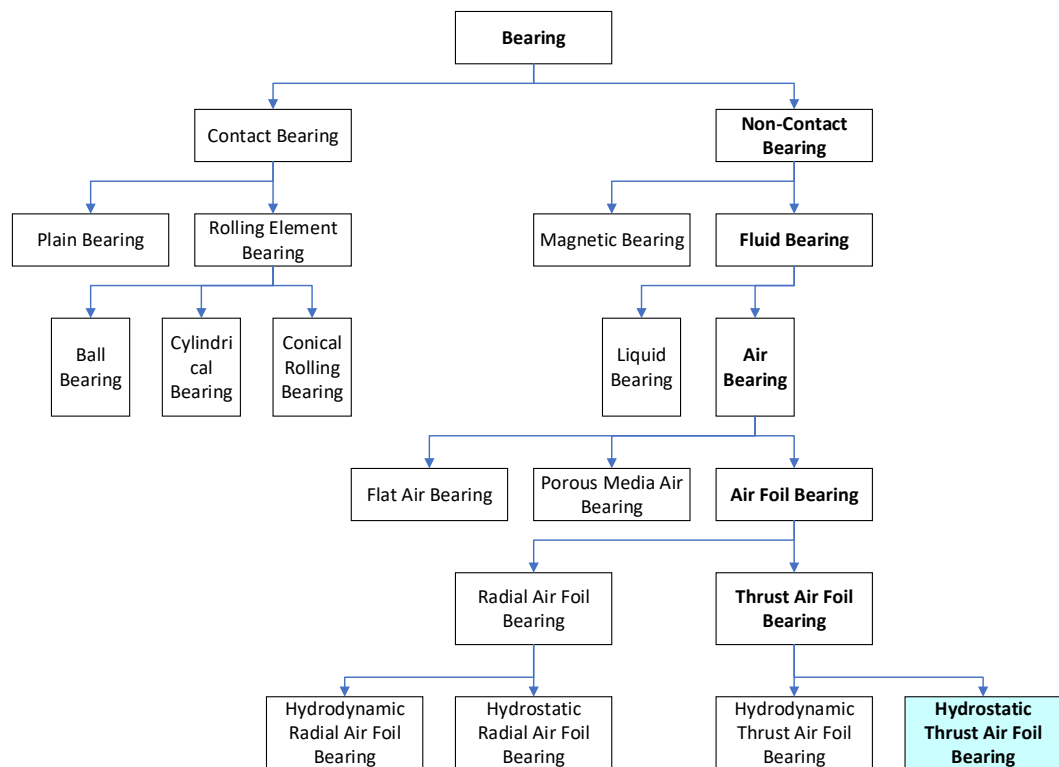 Bearing
Contact Bearing
Non-Contact
Bearing
Plain Bearing
Rolling Element
Bearing
Magnetic Bearing
Fluid Bearing
Ball
Bearing
Cylindri
cal
Bearing
Conical
Rolling
Bearing
Liquid
Bearing
Air
Bearing
Flat Air Bearing
Porous Media Air
Bearing
Air Foil Bearing
Radial Air Foil
Bearing
Thrust Air Foil
Bearing
Hydrodynamic
Radial Air Foil
Bearing
Hydrostatic
Radial Air Foil
Bearing
Hydrodynamic
Thrust Air Foil
Bearing
Hydrostatic
Thrust Air Foil
Bearing